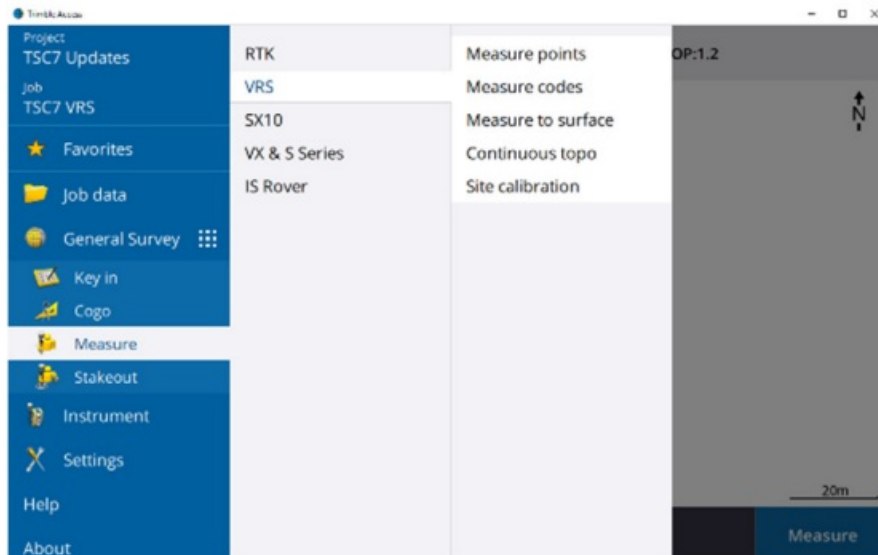 Trimble Access
Project
TSC7 Updates
Job
TSC7 VRS
Favorites
Job data
General Survey
Key in
Cogo
Measure
Stakeout
Instrument
Settings
Help
About
RTK
VRS
SX10
VX & S Series
IS Rover
Measure points
Measure codes
Measure to surface
Continuous topo
Site calibration
OP:1.2
N
20m
Measure